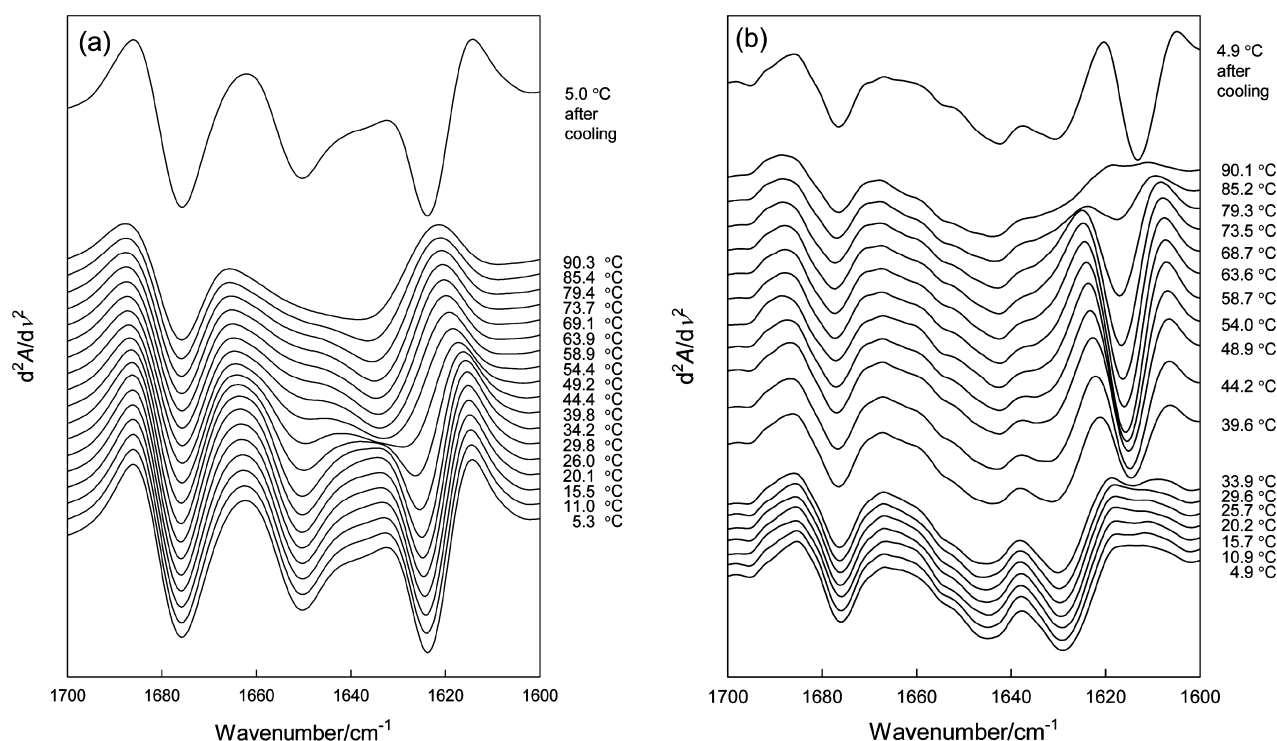 (a)
5.0 °C
after
cooling
90.3 °C
85.4 °C
79.4 °C
73.7 °C
69.1 °C
63.9 °C
58.9 °C
54.4 °C
49.2 °C
44.4 °C
39.8 °C
34.2 °C
29.8 °C
26.0 °C
20.1 °C
15.5 °C
11.0 °C
5.3 °C
d²A/dν²
1700 1680 1660 1640 1620 1600
Wavenumber/cm⁻¹
(b)
4.9 °C
after
cooling
90.1 °C
85.2 °C
79.3 °C
73.5 °C
68.7 °C
63.6 °C
58.7 °C
54.0 °C
48.9 °C
44.2 °C
39.6 °C
33.9 °C
29.6 °C
25.7 °C
20.2 °C
15.7 °C
10.9 °C
4.9 °C
d²A/dν²
1700 1680 1660 1640 1620 1600
Wavenumber/cm⁻¹